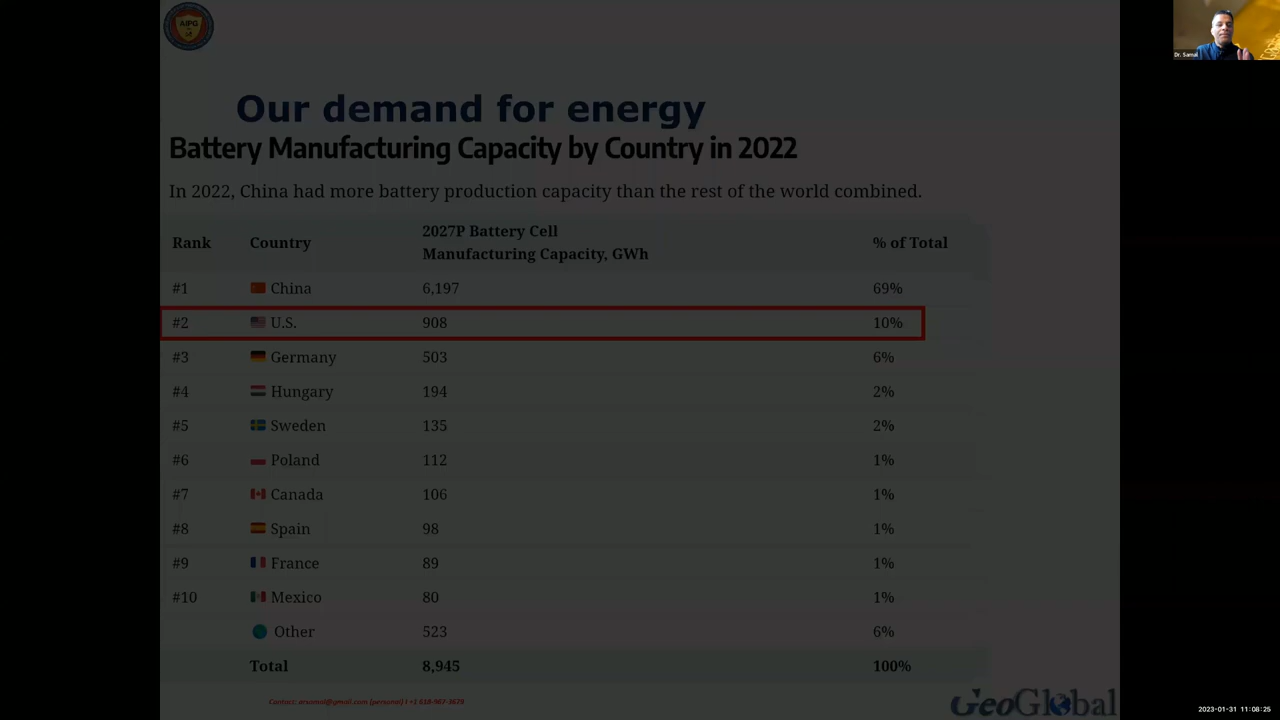 AIPG
Dr. Samal
Our demand for energy
Battery Manufacturing Capacity by Country in 2022
In 2022, China had more battery production capacity than the rest of the world combined.
Rank Country 2027P Battery Cell Manufacturing Capacity, GWh % of Total
#1 China 6,197 69%
#2 U.S. 908 10%
#3 Germany 503 6%
#4 Hungary 194 2%
#5 Sweden 135 2%
#6 Poland 112 1%
#7 Canada 106 1%
#8 Spain 98 1%
#9 France 89 1%
#10 Mexico 80 1%
Other 523 6%
Total 8,945 100%
GeoGlobal
2023-01-31 11:08:25